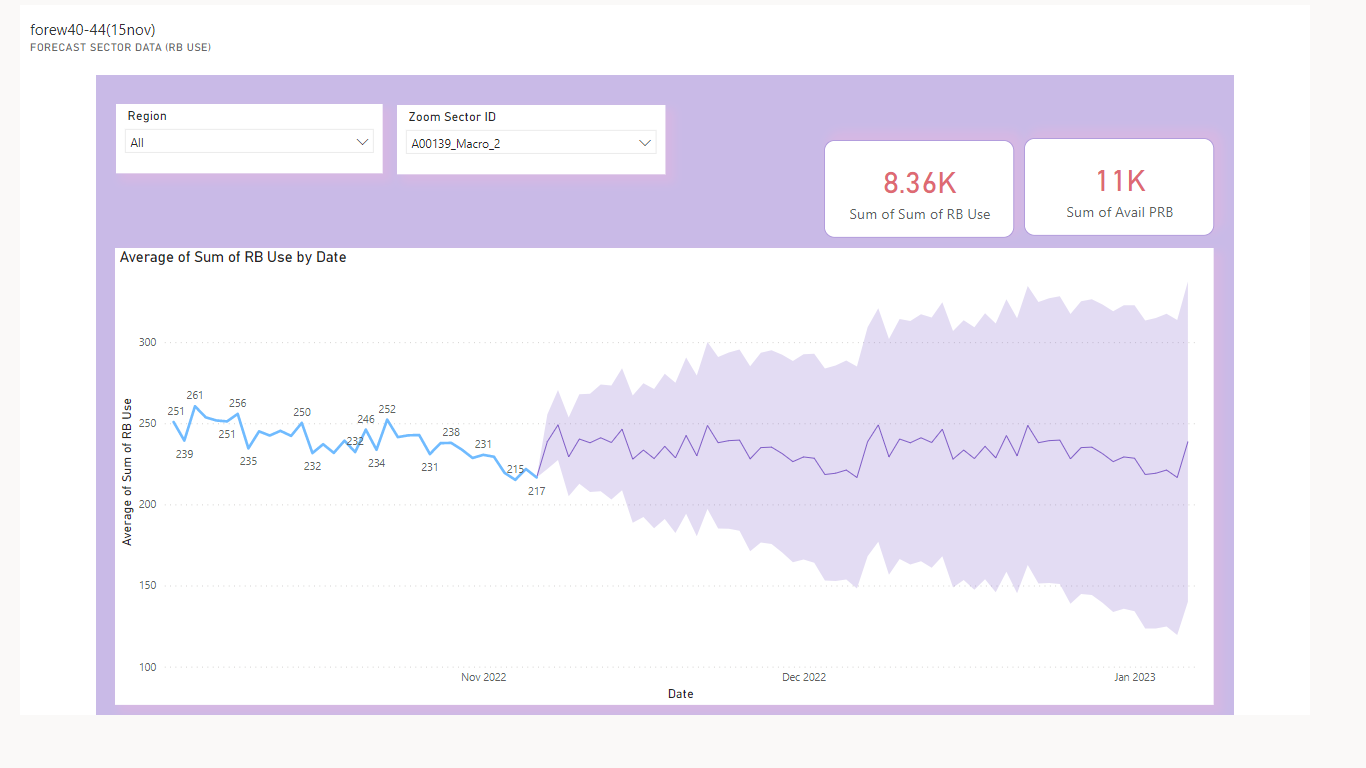 forew40-44(15nov)
FORECAST SECTOR DATA (RB USE)
Region
All
Zoom Sector ID
A00139_Macro_2
8.36K
Sum of Sum of RB Use
11K
Sum of Avail PRB
Average of Sum of RB Use by Date
Average of Sum of RB Use
300
250
200
150
100
251
239
261
251
256
235
250
232
232
246
234
252
231
238
231
215
217
Nov 2022
Dec 2022
Jan 2023
Date